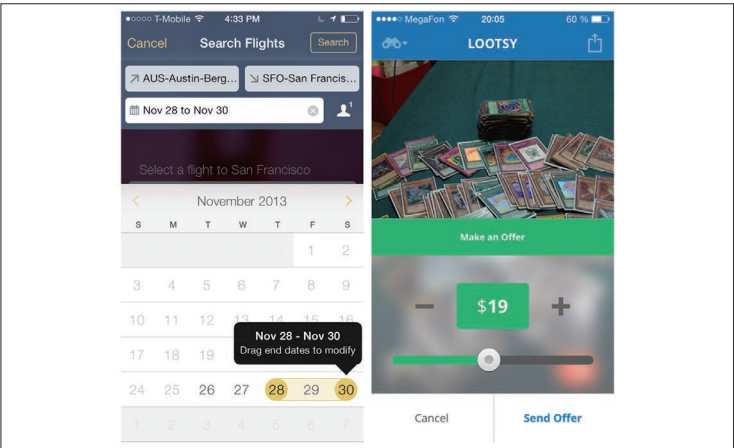 T-Mobile 4:33 PM
Cancel Search Flights Search
AUS-Austin-Berg... SFO-San Francis...
Nov 28 to Nov 30 1
Select a flight to San Francisco
November 2013
S M T W T F S
1 2
3 4 5 6 7 8 9
10 11 12 13 14 15 16
Nov 28 - Nov 30
Drag end dates to modify
17 18 19
24 25 26 27 28 29 30
1 2 3 4 5 6 7
MegaFon 20:05 60 %
LOOTSY
Make an Offer
$19
Cancel Send Offer